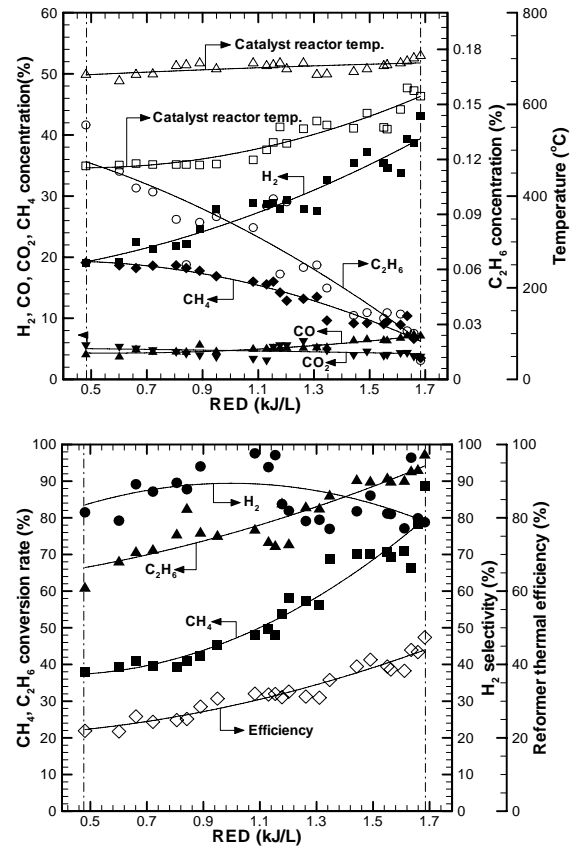 60
50
40
30
20
10
0
H₂, CO, CO₂, CH₄ concentration(%)
0.5
0.7
0.9
1.1
1.3
1.5
1.7
RED (kJ/L)
0.18
0.15
0.12
0.09
0.06
0.03
0
C₂H₆ concentration (%)
800
600
400
200
0
Temperature (°C)
Catalyst reactor temp.
Catalyst reactor temp.
H₂
C₂H₆
CH₄
CO
CO₂
100
90
80
70
60
50
40
30
20
10
0
CH₄, C₂H₆ conversion rate (%)
0.5
0.7
0.9
1.1
1.3
1.5
1.7
RED (kJ/L)
100
80
60
40
20
0
H₂ selectivity (%)
100
80
60
40
20
0
Reformer thermal efficiency (%)
H₂
C₂H₆
CH₄
Efficiency